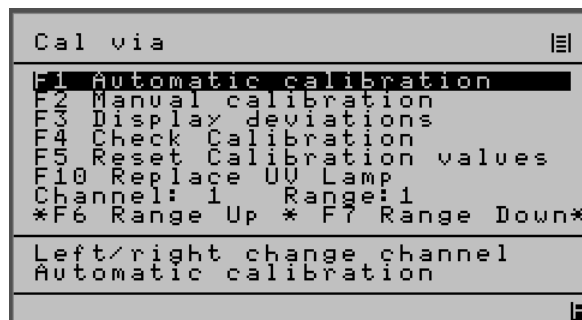 Cal via
F1 Automatic calibration
F2 Manual calibration
F3 Display deviations
F4 Check Calibration
F5 Reset Calibration values
F10 Replace UV Lamp
Channel: 1 Range:1
*F6 Range Up * F7 Range Down*
Left/right change channel
Automatic calibration